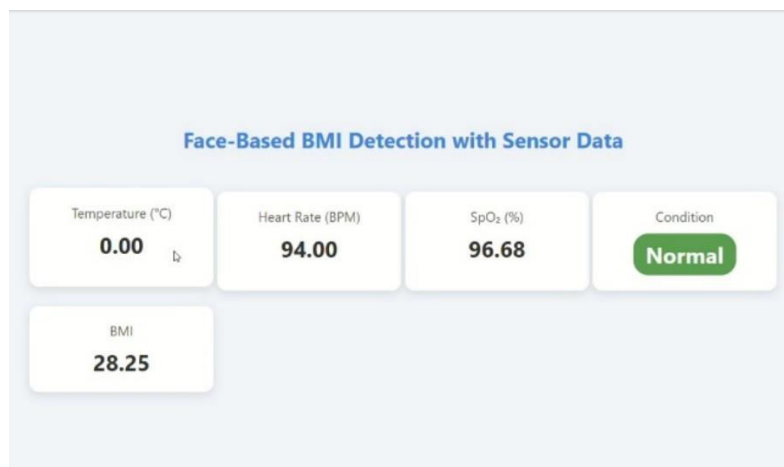 Face-Based BMI Detection with Sensor Data
Temperature (°C)
0.00
Heart Rate (BPM)
94.00
SpO₂ (%)
96.68
Condition
Normal
BMI
28.25